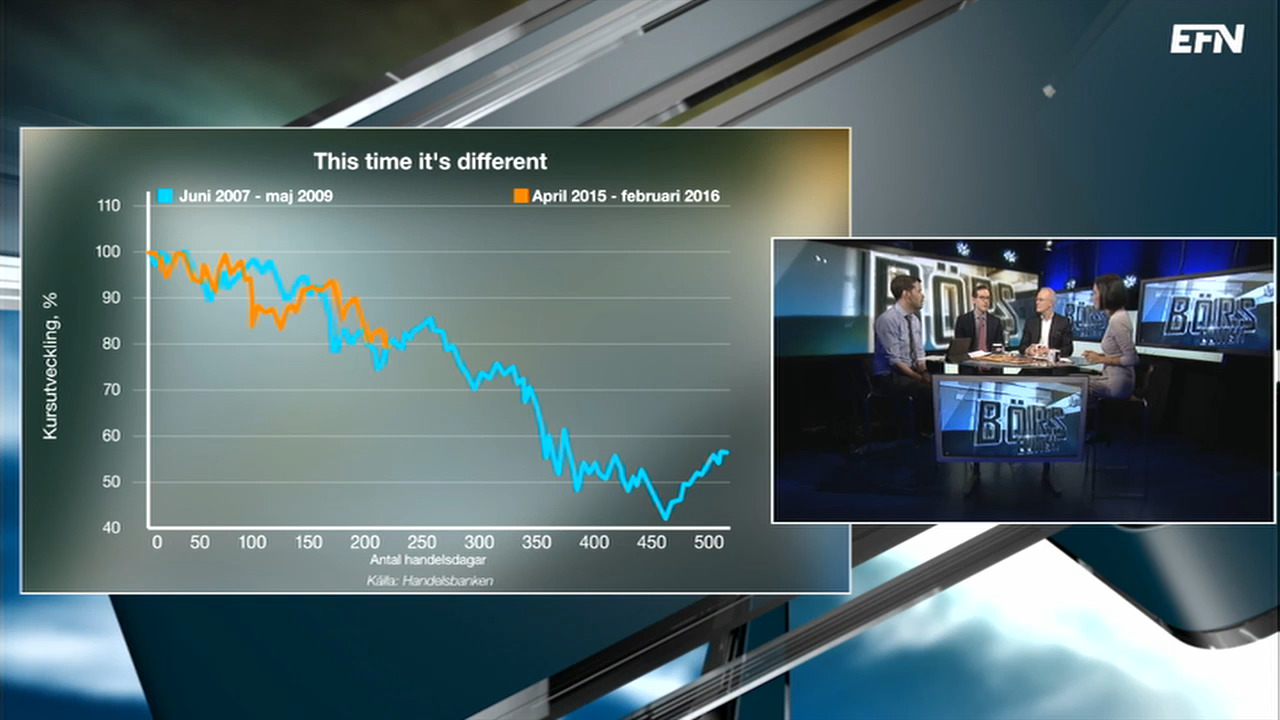 EFN
This time it's different
Juni 2007 - maj 2009
April 2015 - februari 2016
Kursutveckling, %
110
100
90
80
70
60
50
40
0 50 100 150 200 250 300 350 400 450 500
Antal handelsdagar
Källa: Handelsbanken
BÖRS
BÖRS
BÖRS
BÖRS